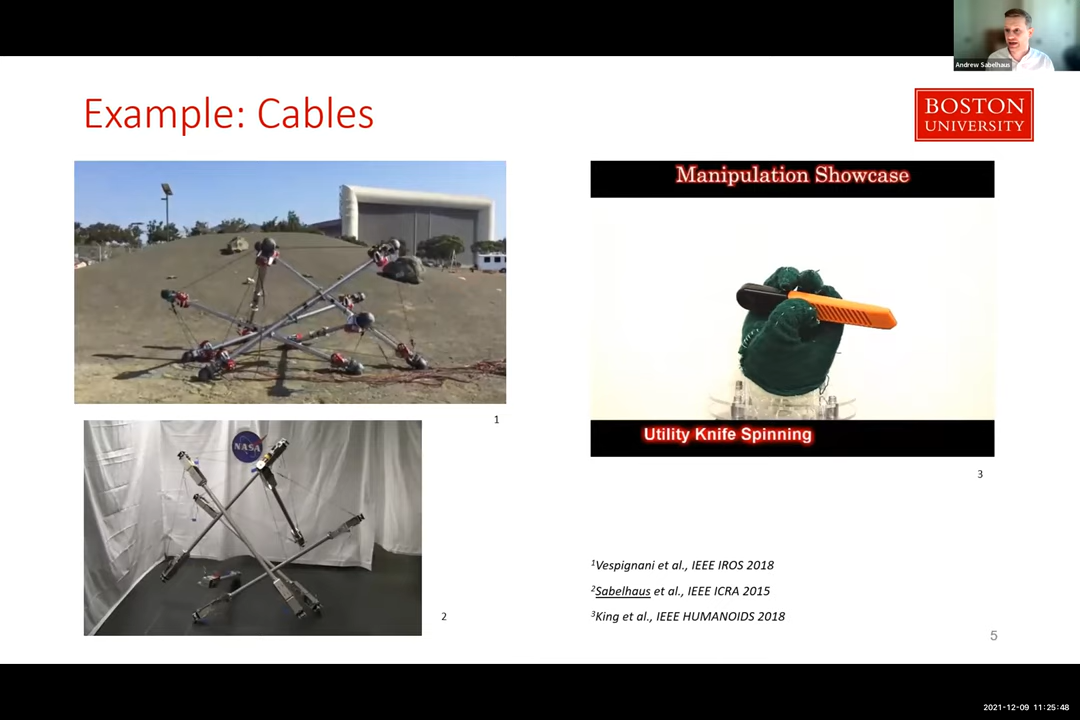 Andrew Sabelhaus
Example: Cables
BOSTON
UNIVERSITY
Manipulation Showcase
Utility Knife Spinning
1
NASA
3
2
¹Vespignani et al., IEEE IROS 2018
²Sabelhaus et al., IEEE ICRA 2015
³King et al., IEEE HUMANOIDS 2018
5
2021-12-09 11:25:48